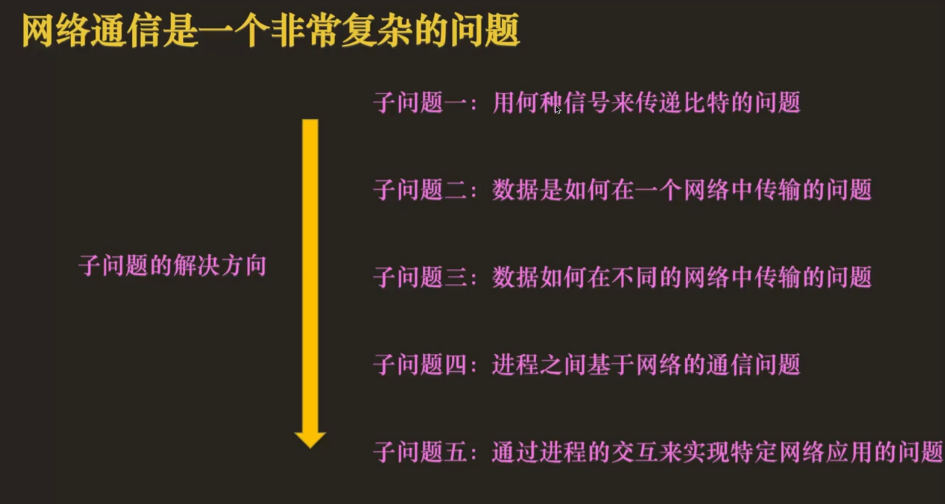 网络通信是一个非常复杂的问题
子问题一：用何种信号来传递比特的问题
子问题二：数据是如何在一个网络中传输的问题
子问题的解决方向
子问题三：数据如何在不同的网络中传输的问题
子问题四：进程之间基于网络的通信问题
子问题五：通过进程的交互来实现特定网络应用的问题